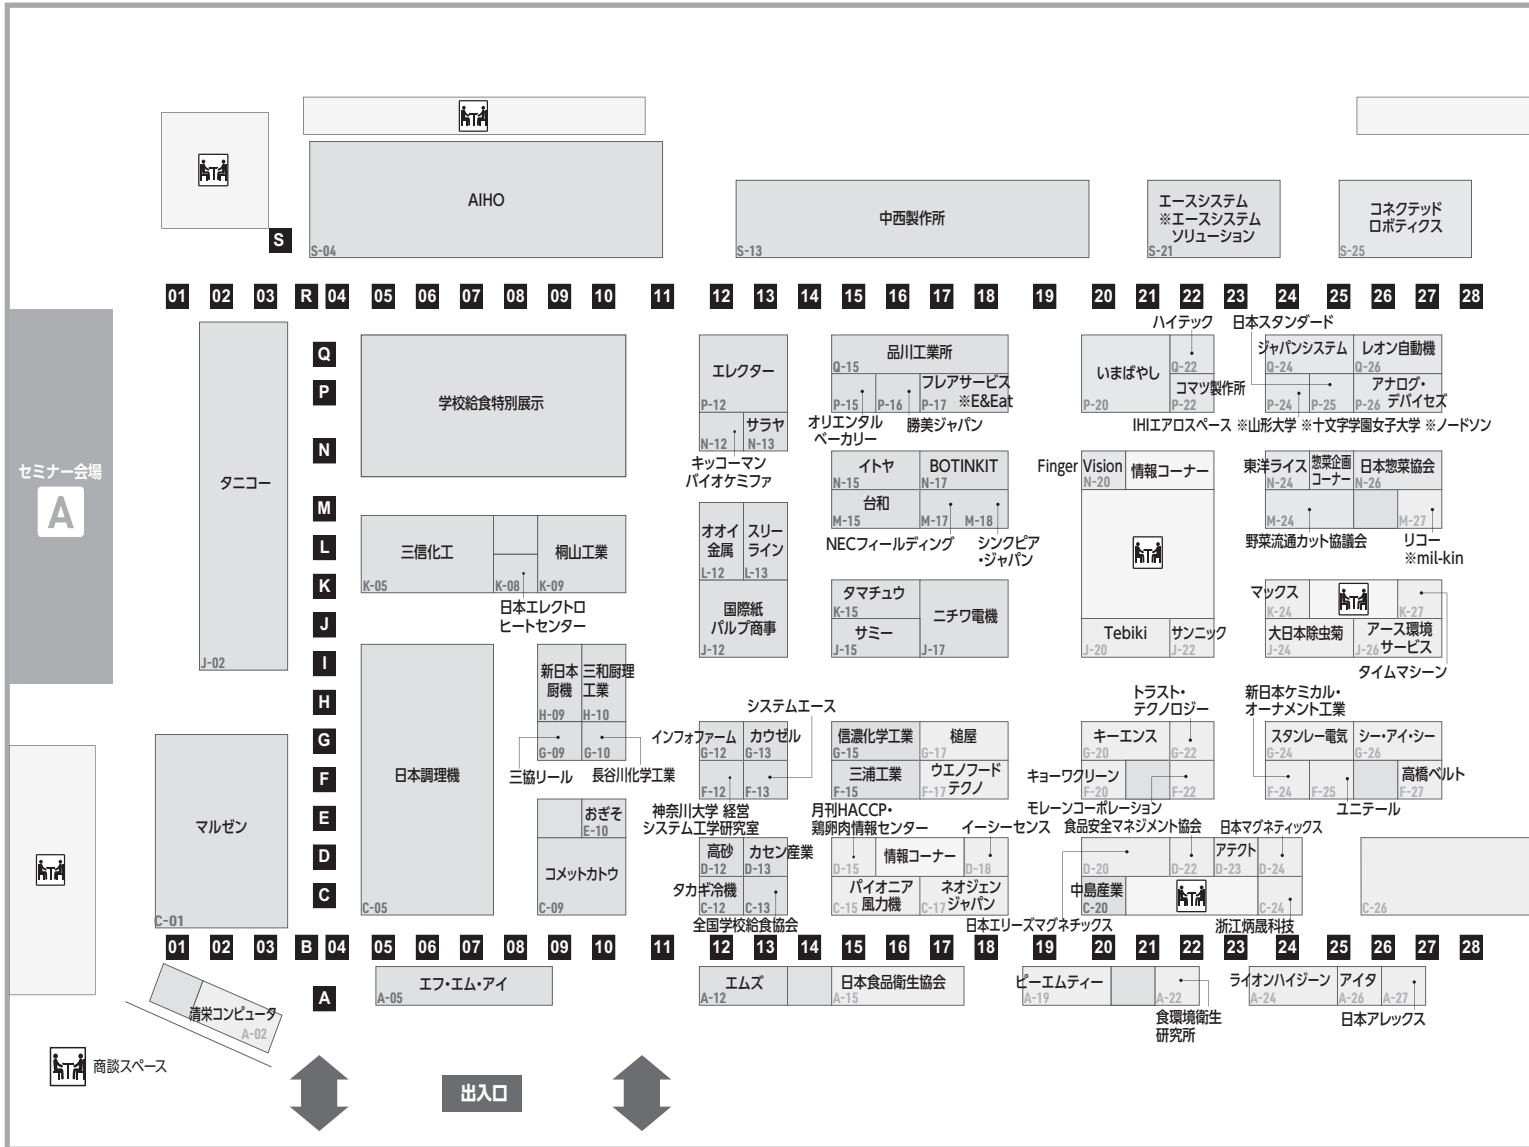 AIHO
S-04
中西製作所
S-13
エースシステム
※エースシステム
ソリューション
S-21
コネクテッド
ロボティクス
S-25
S
01 02 03 R 04 05 06 07 08 09 10 11 12 13 14 15 16 17 18 19 20 21 22 23 24 25 26 27 28
セミナー会場
A
タニコー
J-02
Q
P
N
M
L
K
J
I
H
G
F
E
D
C
学校給食特別展示
三信化工
K-05
K-08
桐山工業
K-09
日本エレクトロ
ヒートセンター
日本調理機
C-05
新日本
厨機
H-09
三和厨理
工業
H-10
G-09
G-10
三協リール
長谷川化学工業
おぎそ
E-10
コメットカトウ
C-09
マルゼン
C-01
エレクター
P-12
サラヤ
N-12
N-13
キッコーマン
バイオケミファ
オオイ
金属
L-12
スリー
ライン
L-13
国際紙
パルプ商事
J-12
システムエース
インフォファーム
G-12
カウゼル
G-13
F-12
F-13
神奈川大学 経営
システム工学研究室
高砂
D-12
カセン産業
D-13
タカギ冷機
C-12
C-13
全国学校給食協会
品川工業所
Q-15
P-15
P-16
フレアサービス
※E&Eat
P-17
オリエンタル
ベーカリー
勝美ジャパン
イトヤ
N-15
BOTINKIT
N-17
台和
M-15
M-17
M-18
NECフィールディング
シンクピア
・ジャパン
タマチュウ
K-15
サミー
J-15
ニチワ電機
J-17
信濃化学工業
G-15
槌屋
G-17
三浦工業
F-15
ウエノフード
テクノ
F-17
月刊HACCP・
鶏卵肉情報センター
イーシーセンス
D-15
情報コーナー
D-18
パイオニア
風力機
C-15
ネオジェン
ジャパン
C-17
ハイテック
日本スタンダード
いまばやし
P-20
Q-22
コマツ製作所
P-22
ジャパンシステム
Q-24
レオン自動機
Q-26
P-24
P-25
アナログ・
デバイセズ
P-26
IHIエアロスペース ※山形大学 ※十文字学園女子大学 ※ノードソン
Finger Vision
N-20
情報コーナー
東洋ライス
N-24
惣菜企画
コーナー
日本惣菜協会
N-26
M-24
M-27
野菜流通カット協議会
リコー
※mil-kin
Tebiki
J-20
サンニック
J-22
マックス
K-24
K-27
大日本除虫菊
J-24
アース環境
サービス
J-26
タイムマシーン
トラスト・
テクノロジー
新日本ケミカル・
オーナメント工業
キーエンス
G-20
G-22
スタンレー電気
G-24
シー・アイ・シー
G-26
キョーワクリーン
F-20
F-22
F-24
F-25
高橋ベルト
F-27
モレーンコーポレーション
ユニテール
食品安全マネジメント協会
日本マグネティックス
D-20
D-22
アテクト
D-23
D-24
中島産業
C-20
C-24
C-26
日本エリーズマグネチックス
浙江炳晟科技
01 02 03 B 04 05 06 07 08 09 10 11 12 13 14 15 16 17 18 19 20 21 22 23 24 25 26 27 28
A
清栄コンピュータ
A-02
エフ・エム・アイ
A-05
エムズ
A-12
日本食品衛生協会
A-15
ピーエムティー
A-19
A-22
食環境衛生
研究所
ライオンハイジーン
A-24
アイタ
A-26
A-27
日本アレックス
商談スペース
出入口